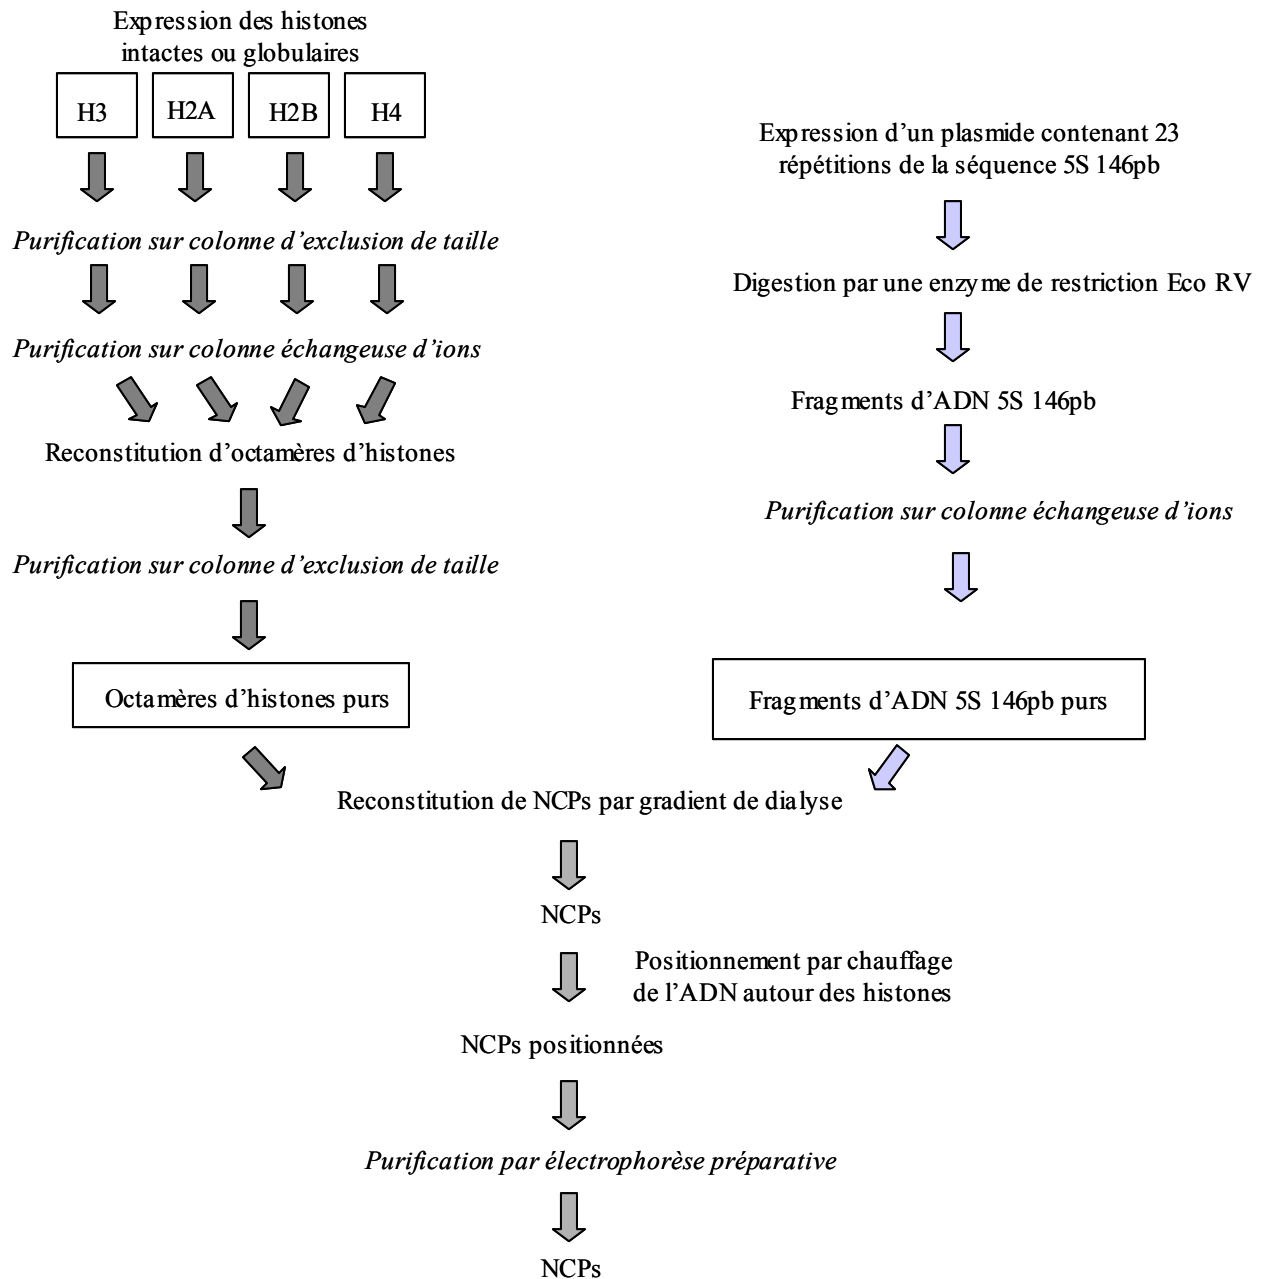 Expression des histones
intactes ou globulaires
H3
H2A
H2B
H4
Purification sur colonne d'exclusion de taille
Purification sur colonne échangeuse d'ions
Reconstitution d'octamères d'histones
Purification sur colonne d'exclusion de taille
Octamères d'histones purs
Expression d'un plasmide contenant 23
répétitions de la séquence 5S 146pb
Digestion par une enzyme de restriction Eco RV
Fragments d'ADN 5S 146pb
Purification sur colonne échangeuse d'ions
Fragments d'ADN 5S 146pb purs
Reconstitution de NCPs par gradient de dialyse
NCPs
Positionnement par chauffage
de l'ADN autour des histones
NCPs positionnées
Purification par électrophorèse préparative
NCPs